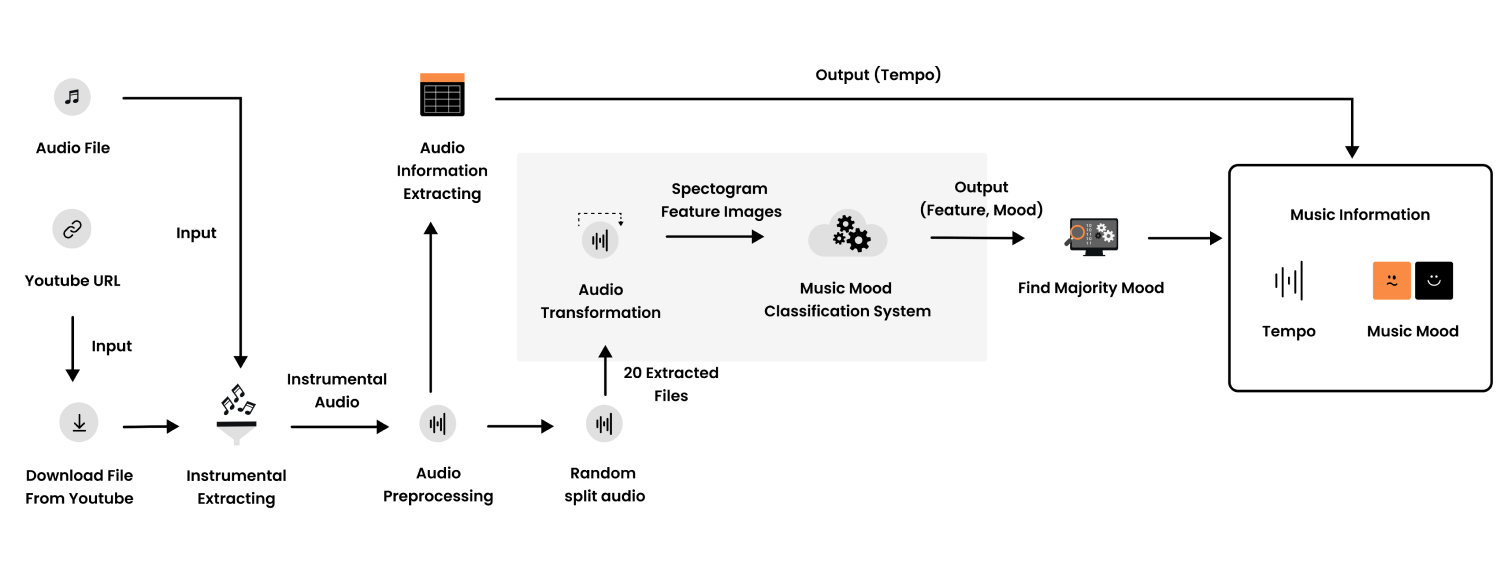 Output (Tempo)
Audio File
Audio
Information
Extracting
Spectogram
Feature Images
Output
(Feature, Mood)
Music Information
Input
Youtube URL
Audio
Transformation
Music Mood
Classification System
Find Majority Mood
Tempo
Music Mood
Input
Instrumental
Audio
20 Extracted
Files
Download File
From Youtube
Instrumental
Extracting
Audio
Preprocessing
Random
split audio